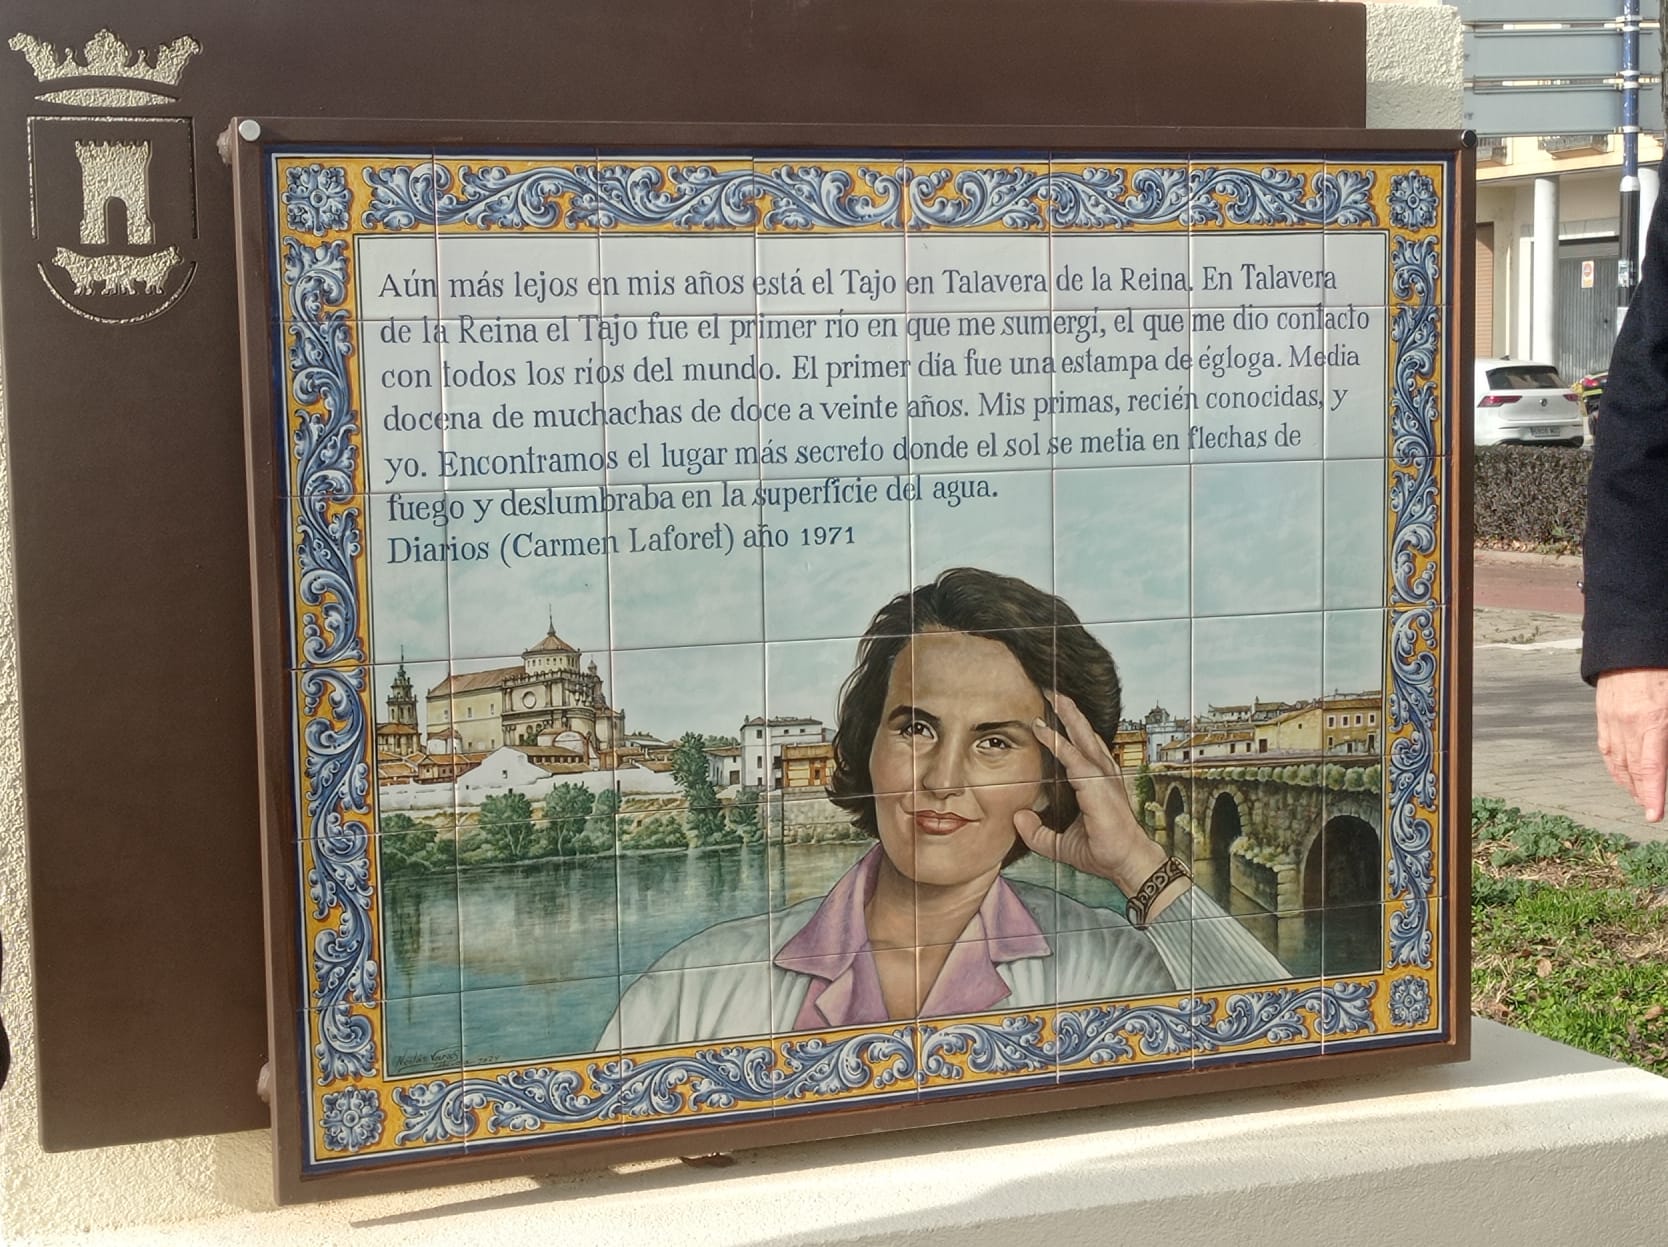 Aún más lejos en mis años está el Tajo en Talavera de la Reina. En Talavera
de la Reina el Tajo fue el primer río en que me sumergí, el que me dio contacto
con todos los ríos del mundo. El primer día fue una estampa de égloga. Media
docena de muchachas de doce a veinte años. Mis primas, recién conocidas, y
yo. Encontramos el lugar más secreto donde el sol se metia en flechas de
fuego y deslumbraba en la superficie del agua.
Diarios (Carmen Laforet) año 1971